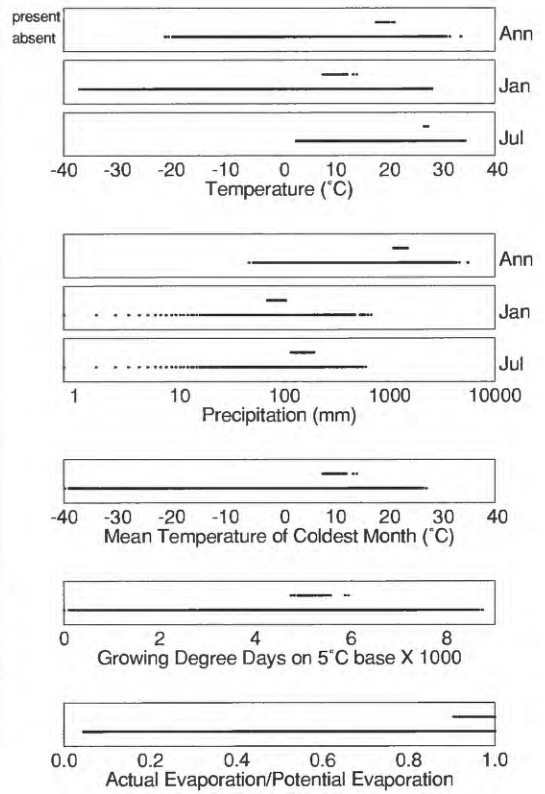 present
absent
Ann
Jan
Jul
-40 -30 -20 -10 0 10 20 30 40
Temperature (˚C)
Ann
Jan
Jul
1 10 100 1000 10000
Precipitation (mm)
-40 -30 -20 -10 0 10 20 30 40
Mean Temperature of Coldest Month (˚C)
0 2 4 6 8
Growing Degree Days on 5˚C base X 1000
0.0 0.2 0.4 0.6 0.8 1.0
Actual Evaporation/Potential Evaporation